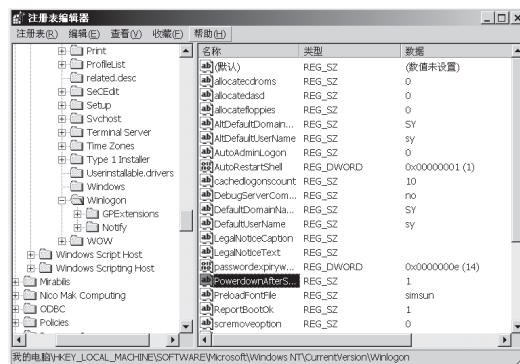 注册表编辑器
注册表(R) 编辑(E) 查看(V) 收藏(F) 帮助(H)
Print
ProfileList
related.desc
SeCEdit
Setup
Svchost
Terminal Server
Time Zones
Type 1 Installer
Userinstallable.drivers
Windows
Winlogon
GPExtensions
Notify
WOW
Windows Script Host
Windows Scripting Host
Mirabilis
Nico Mak Computing
ODBC
Policies
名称 类型 数据
(默认) REG_SZ (数值未设置)
allocatecdroms REG_SZ 0
allocatedasd REG_SZ 0
allocatefloppies REG_SZ 0
AltDefaultDomain... REG_SZ SY
AltDefaultUserName REG_SZ sy
AutoAdminLogon REG_SZ 0
AutoRestartShell REG_DWORD 0x00000001 (1)
cachedlogonscount REG_SZ 10
DebugServerCom... REG_SZ no
DefaultDomainNa... REG_SZ SY
DefaultUserName REG_SZ sy
LegalNoticeCaption REG_SZ
LegalNoticeText REG_SZ
passwordexpiryw... REG_DWORD 0x0000000e (14)
PowerdownAfterS... REG_SZ 1
PreloadFontFile REG_SZ simsun
ReportBootOk REG_SZ 1
scremoveoption REG_SZ 0
我的电脑\HKEY_LOCAL_MACHINE\SOFTWARE\Microsoft\Windows NT\CurrentVersion\Winlogon